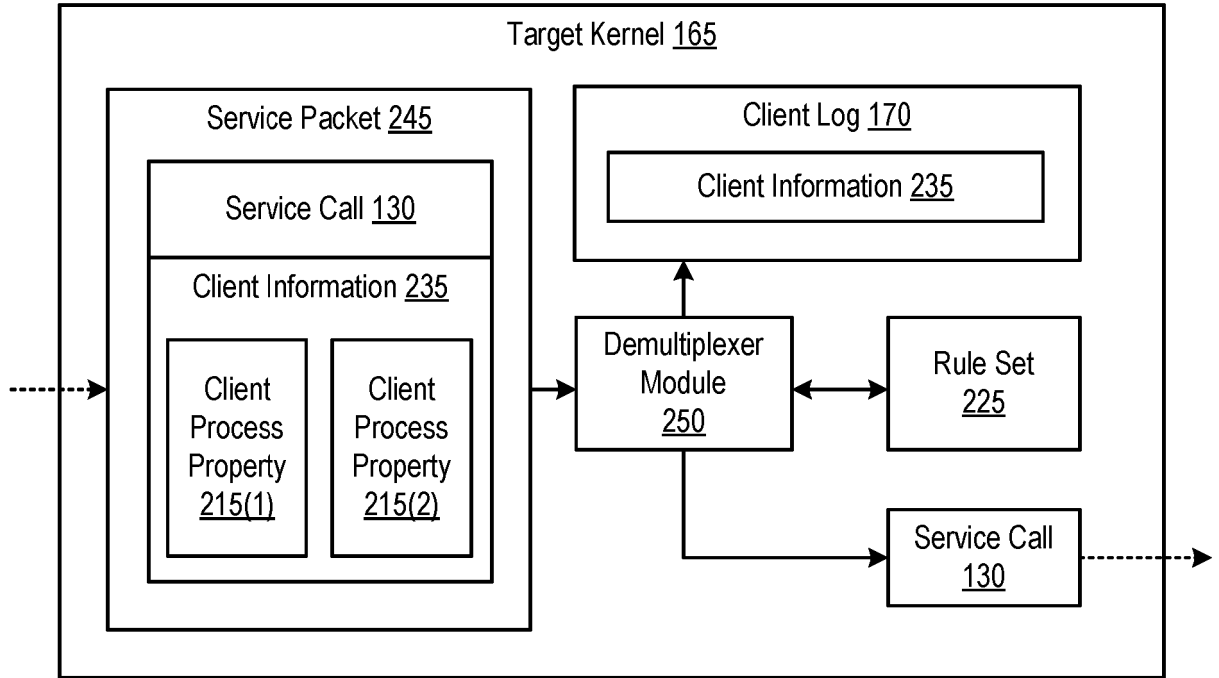 Target Kernel 165
Service Packet 245
Service Call 130
Client Information 235
Client
Process
Property
215(1)
Client
Process
Property
215(2)
Client Log 170
Client Information 235
Demultiplexer
Module
250
Rule Set
225
Service Call
130